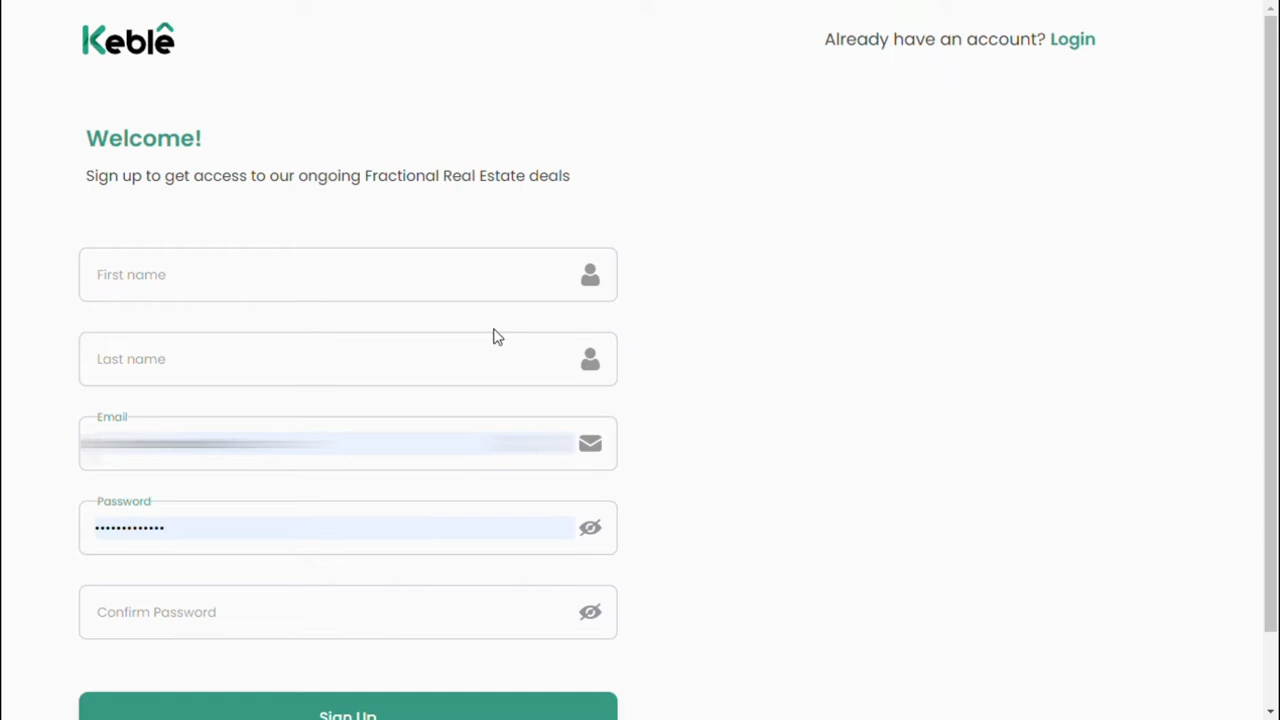 Keblê
Already have an account? Login
Welcome!
Sign up to get access to our ongoing Fractional Real Estate deals
First name
Last name
Email
Password
•••••••••••••
Confirm Password
Sign Up